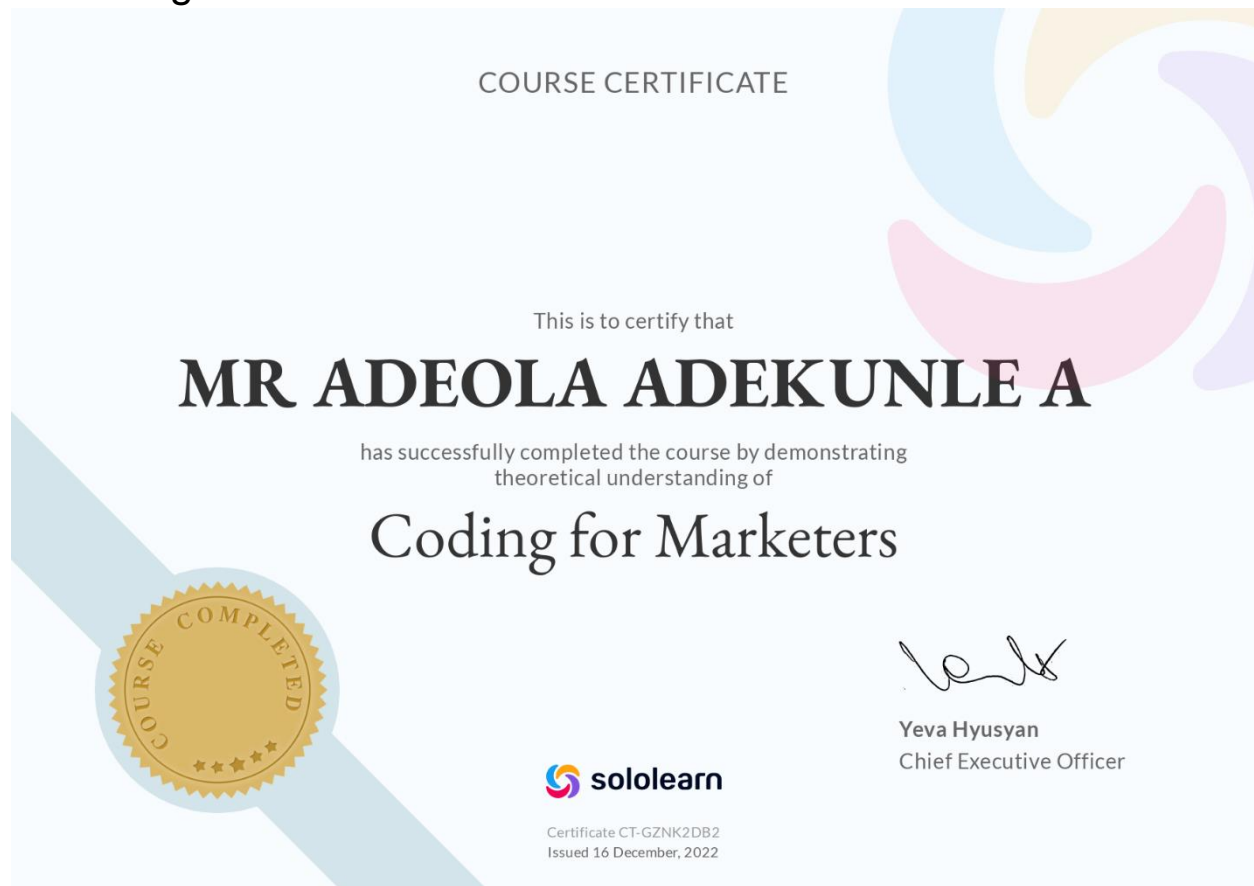 COURSE CERTIFICATE
This is to certify that
MR ADEOLA ADEKUNLE A
has successfully completed the course by demonstrating
theoretical understanding of
Coding for Marketers
COURSE COMPLETED
Yeva Hyusyan
Chief Executive Officer
sololearn
Certificate CT-GZNK2DB2
Issued 16 December, 2022